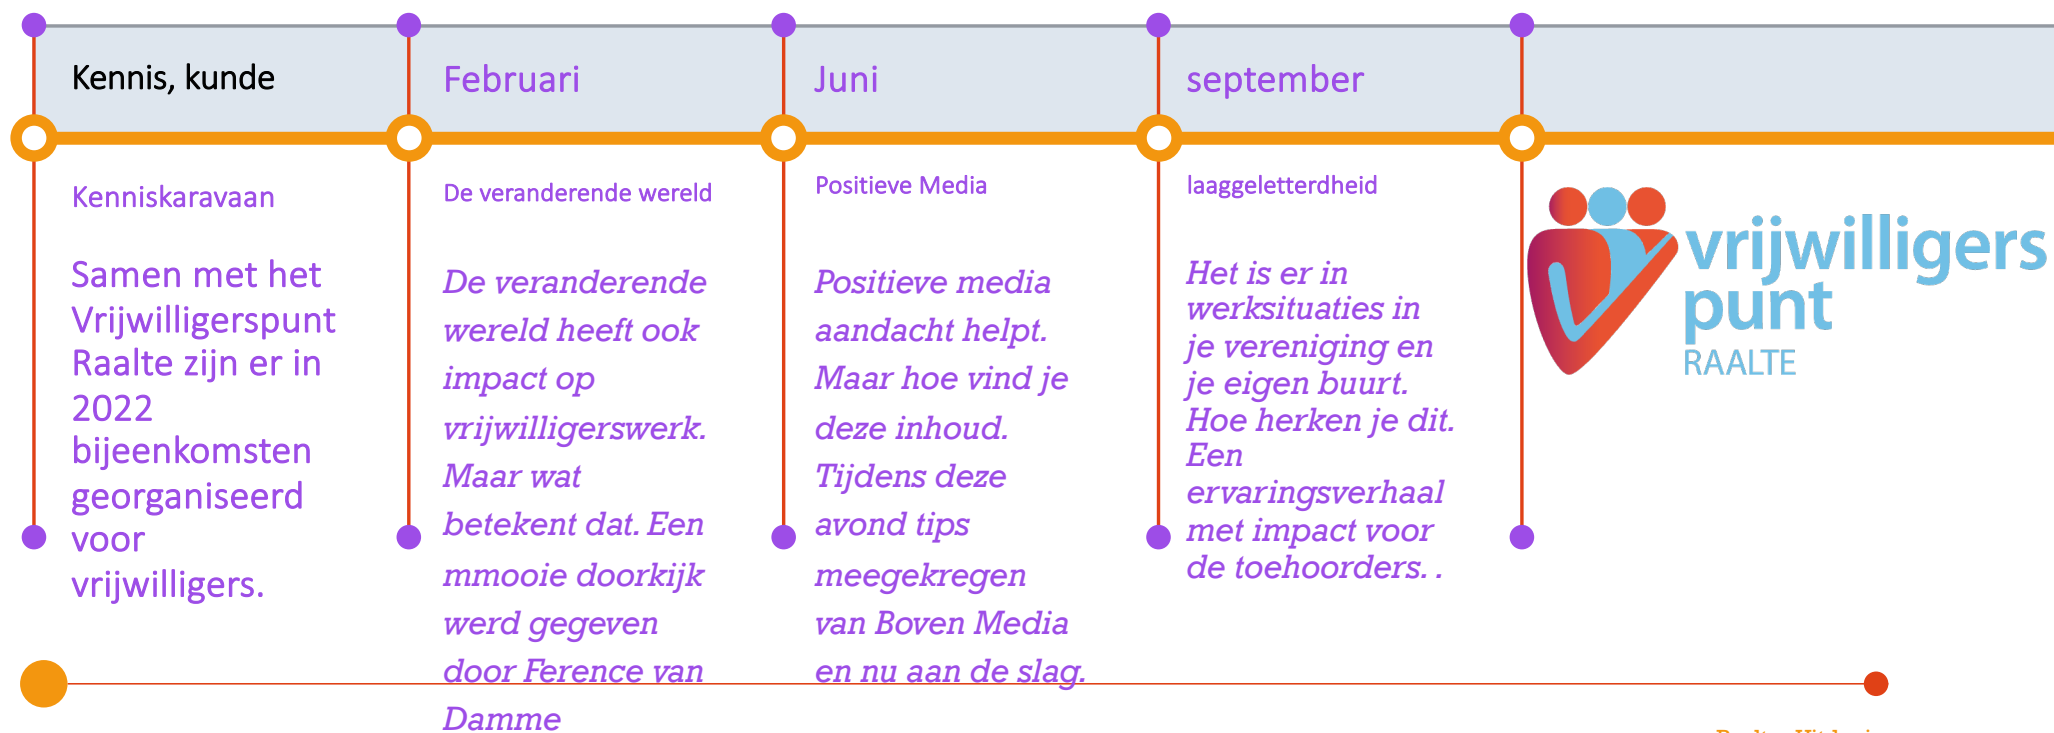 Kennis, kunde
Februari
Juni
september
Kenniskaravaan
Samen met het
Vrijwilligerspunt
Raalte zijn er in
2022
bijeenkomsten
georganiseerd
voor
vrijwilligers.
De veranderende wereld
De veranderende
wereld heeft ook
impact op
vrijwilligerswerk.
Maar wat
betekent dat. Een
mmooie doorkijk
werd gegeven
door Ference van
Damme
Positieve Media
Positieve media
aandacht helpt.
Maar hoe vind je
deze inhoud.
Tijdens deze
avond tips
meegekregen
van Boven Media
en nu aan de slag.
laaggeletterdheid
Het is er in
werksituaties in
je vereniging en
je eigen buurt.
Hoe herken je dit.
Een
ervaringsverhaal
met impact voor
de toehoorders. .
vrijwilligers
punt
RAALTE